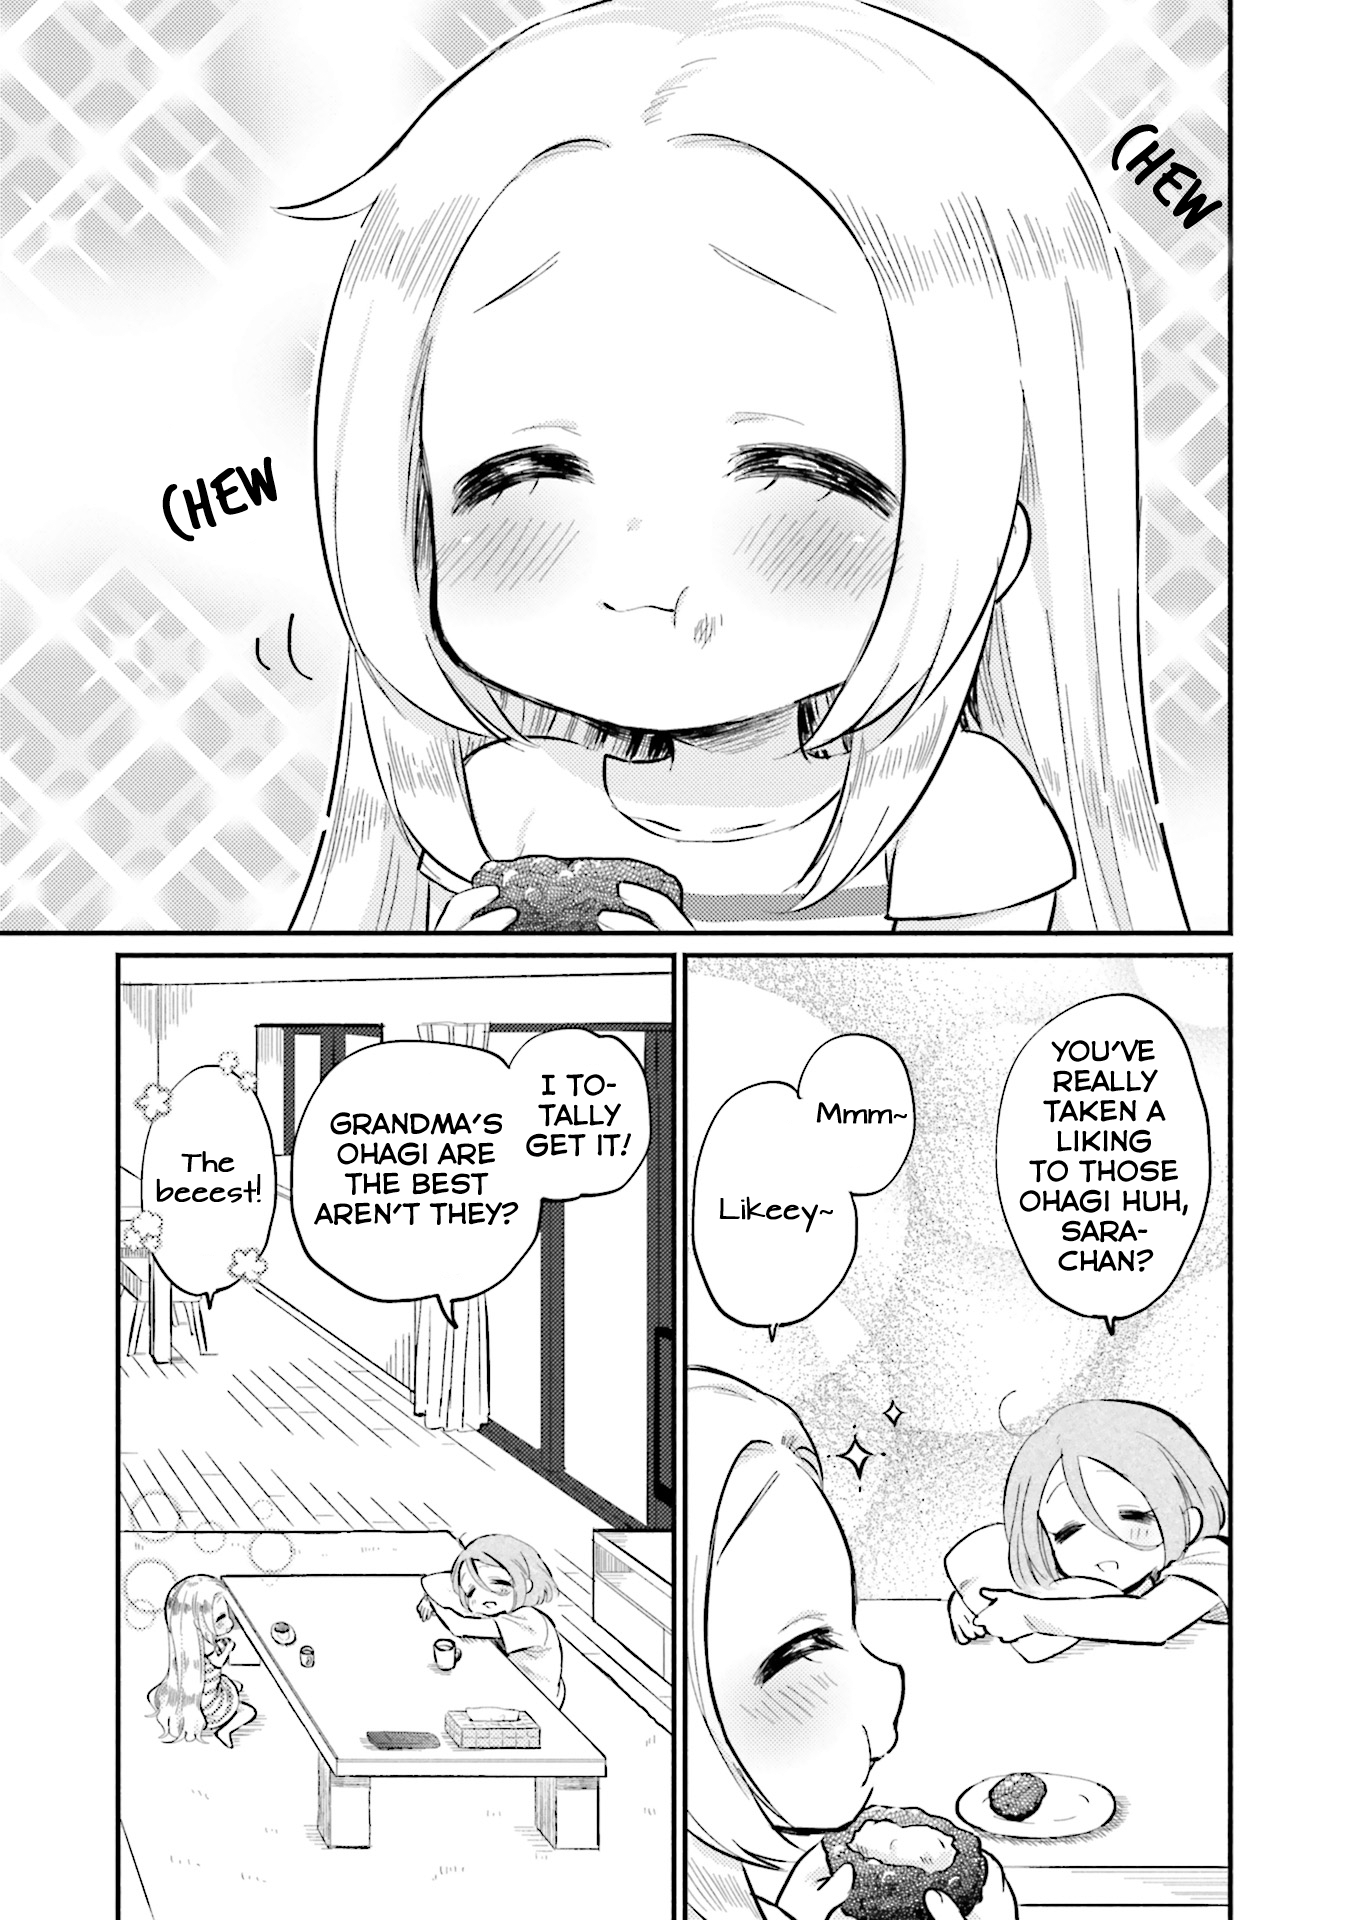 CHEW
CHEW
YOU'VE
REALLY
TAKEN A
LIKING
TO THOSE
OHAGI HUH,
SARA-
CHAN?
Mmm~
Likeey~
I TO-
TALLY
GET IT!
GRANDMA'S
OHAGI ARE
THE BEST
AREN'T THEY?
The
beeest!